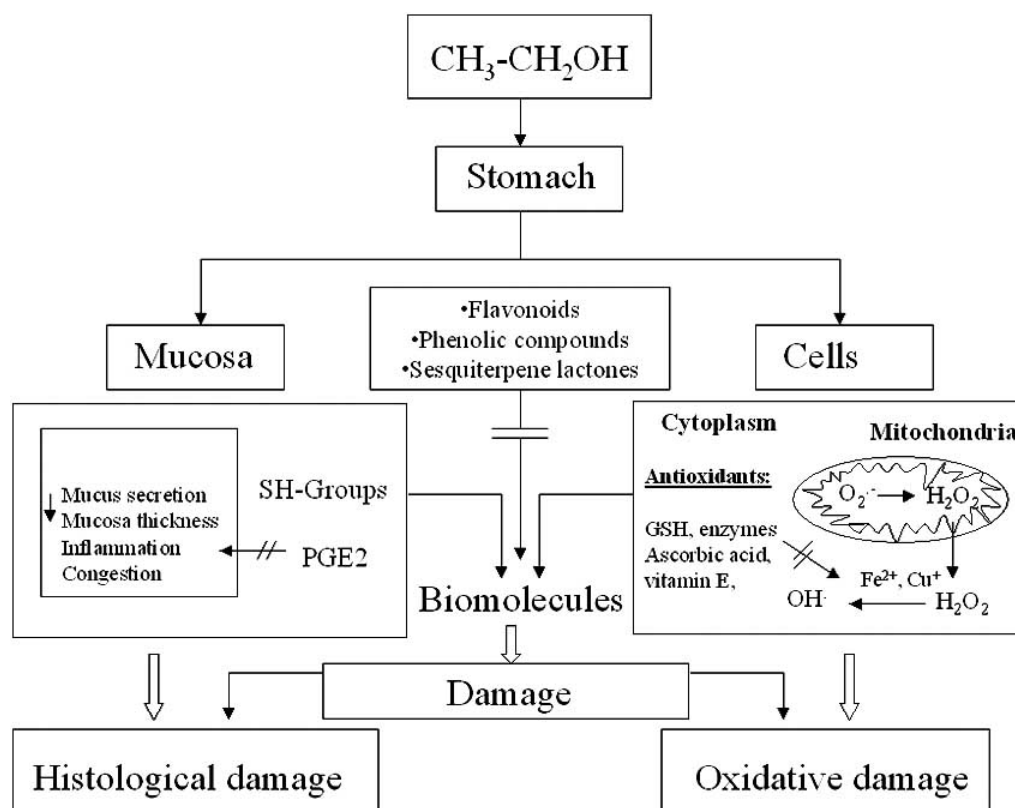 CH₃-CH₂OH
Stomach
Mucosa
•Flavonoids
•Phenolic compounds
•Sesquiterpene lactones
Cells
Mucus secretion
Mucosa thickness
Inflammation
Congestion
SH-Groups
PGE2
Cytoplasm
Mitochondria
Antioxidants:
O₂·⁻
H₂O₂
GSH, enzymes
Ascorbic acid,
vitamin E,
Fe²⁺, Cu⁺
OH·
H₂O₂
Biomolecules
Damage
Histological damage
Oxidative damage